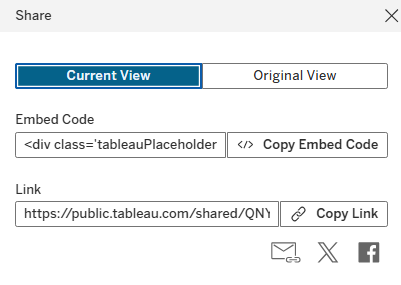 Share
Current View Original View
Embed Code
<div class='tableauPlaceholder </> Copy Embed Code
Link
https://public.tableau.com/shared/QNY Copy Link